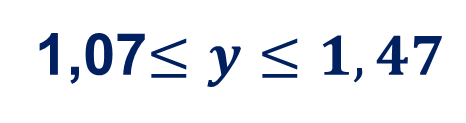 1,07≤ y ≤ 1, 47